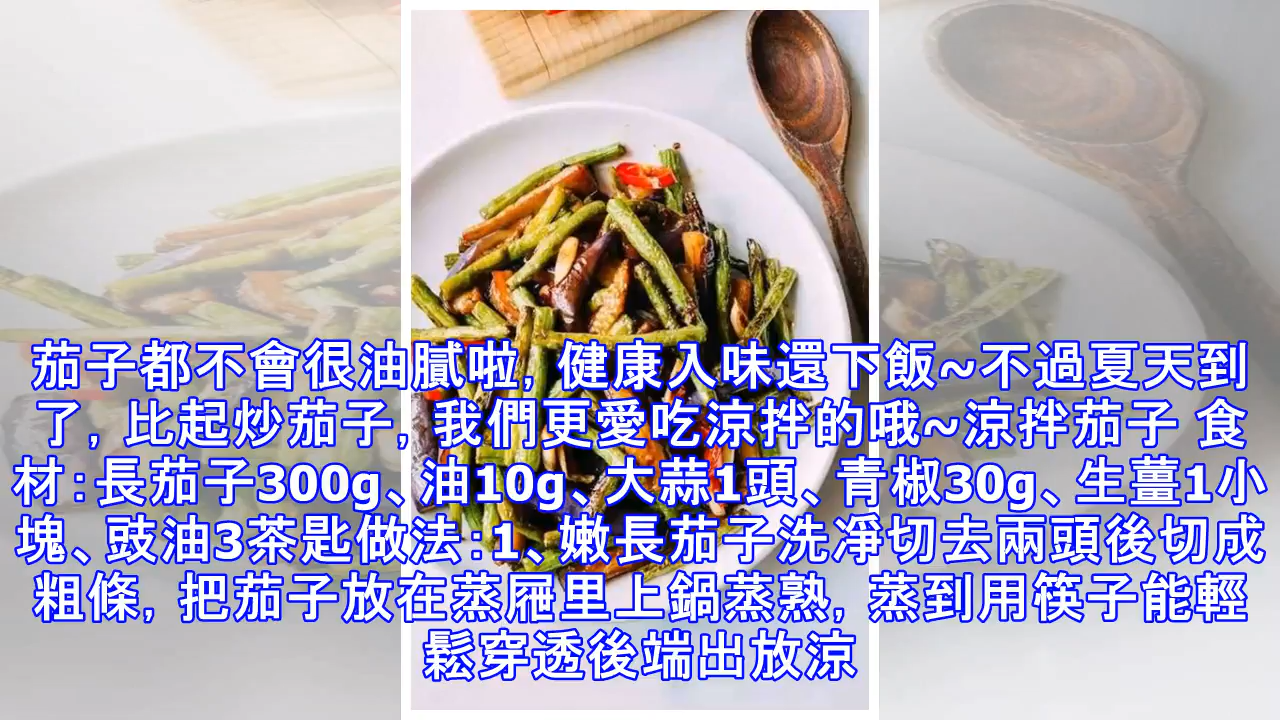 茄子都不會很油膩啦, 健康入味還下飯~不過夏天到
了, 比起炒茄子, 我們更愛吃涼拌的哦~涼拌茄子 食
材:長茄子300g、油10g、大蒜1頭、青椒30g、生薑1小
塊、豉油3茶匙做法:1、嫩長茄子洗凈切去兩頭後切成
粗條, 把茄子放在蒸屜里上鍋蒸熟, 蒸到用筷子能輕
鬆穿透後端出放涼